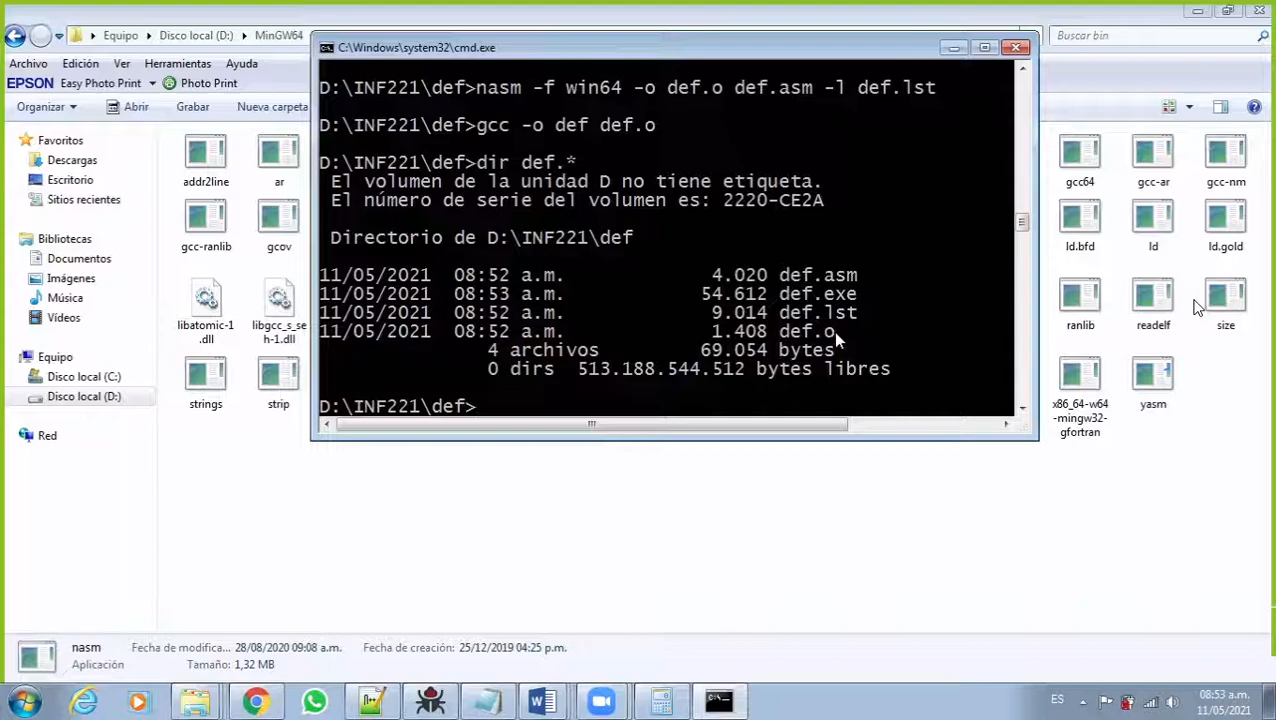 Equipo Disco local (D:) MinGW64
Buscar bin
C:\Windows\system32\cmd.exe
Archivo Edición Ver Herramientas Ayuda
EPSON Easy Photo Print Photo Print
Organizar Abrir Grabar Nueva carpeta
D:\INF221\def>nasm -f win64 -o def.o def.asm -l def.lst
D:\INF221\def>gcc -o def def.o
D:\INF221\def>dir def.*
El volumen de la unidad D no tiene etiqueta.
El número de serie del volumen es: 2220-CE2A
Directorio de D:\INF221\def
11/05/2021 08:52 a.m. 4.020 def.asm
11/05/2021 08:53 a.m. 54.612 def.exe
11/05/2021 08:52 a.m. 9.014 def.lst
11/05/2021 08:52 a.m. 1.408 def.o
4 archivos 69.054 bytes
0 dirs 513.188.544.512 bytes libres
D:\INF221\def>
Favoritos
Descargas
Escritorio
Sitios recientes
Bibliotecas
Documentos
Imágenes
Música
Vídeos
Equipo
Disco local (C:)
Disco local (D:)
Red
addr2line ar
gcc-ranlib gcov
libatomic-1
.dll
libgcc_s_se
h-1.dll
strings strip
gcc64 gcc-ar gcc-nm
ld.bfd ld ld.gold
ranlib readelf size
x86_64-w64
-mingw32-
gfortran
yasm
nasm Fecha de modifica... 28/08/2020 09:08 a.m. Fecha de creación: 25/12/2019 04:25 p.m.
Aplicación Tamaño: 1,32 MB
ES
08:53 a.m.
11/05/2021